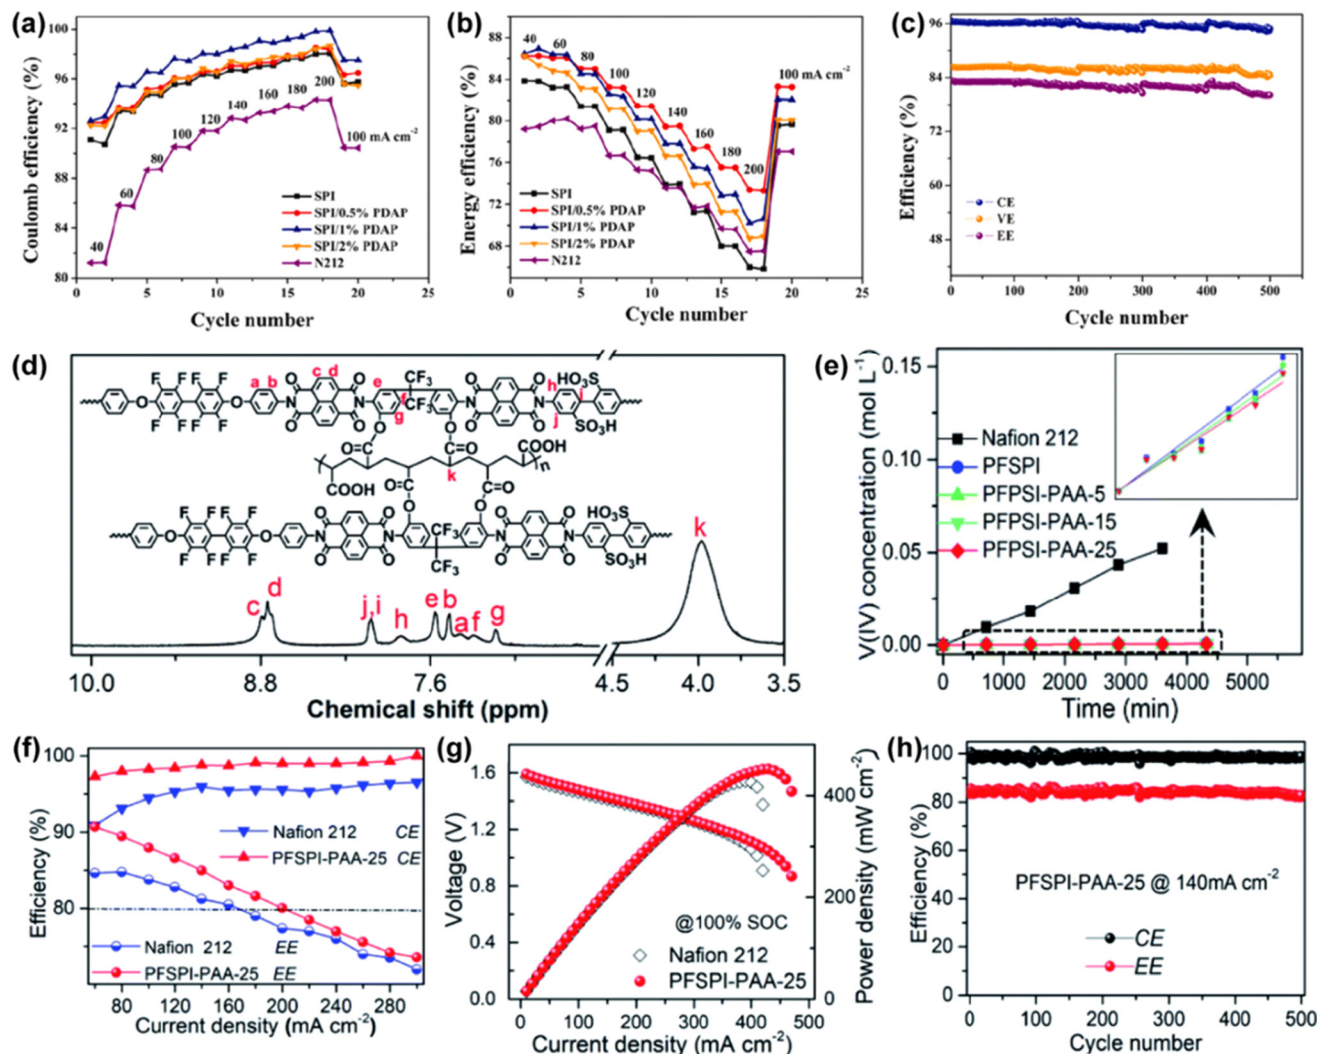 (a)
100
96
92
88
84
80
Coulomb efficiency (%)
40
60
80
100
120
140
160
180
200
100 mA cm⁻²
SPI
SPI/0.5% PDAP
SPI/1% PDAP
SPI/2% PDAP
N212
0 5 10 15 20 25
Cycle number
(b)
88
84
80
76
72
68
Energy efficiency (%)
40
60
80
100
120
140
160
180
200
100 mA cm⁻²
SPI
SPI/0.5% PDAP
SPI/1% PDAP
SPI/2% PDAP
N212
0 5 10 15 20 25
Cycle number
(c)
96
84
72
60
48
Efficiency (%)
CE
VE
EE
0 100 200 300 400 500
Cycle number
(d)
F F F F
a b c d e f g h i j
O O N O O N CF₃ CF₃ HO₃S SO₃H
COOH
COOH
k
n
COOH
COOH
F F F F
CF₃
CF₃
HO₃S
SO₃H
c d j,i h e b a f g k
10.0 8.8 7.6 4.5 4.0 3.5
Chemical shift (ppm)
(e)
0.15
0.10
0.05
0.00
V(IV) concentration (mol L⁻¹)
Nafion 212
PFSPI
PFPSI-PAA-5
PFPSI-PAA-15
PFPSI-PAA-25
0 1000 2000 3000 4000 5000
Time (min)
(f)
100
90
80
Efficiency (%)
Nafion 212 CE
PFSPI-PAA-25 CE
Nafion 212 EE
PFSPI-PAA-25 EE
80 120 160 200 240 280
Current density (mA cm⁻²)
(g)
1.6
1.2
0.8
0.4
0.0
Voltage (V)
@100% SOC
Nafion 212
PFSPI-PAA-25
400
200
0
Power density (mW cm⁻²)
0 100 200 300 400 500
Current density (mA cm⁻²)
(h)
100
80
60
40
20
0
Efficiency (%)
PFSPI-PAA-25 @ 140mA cm⁻²
CE
EE
0 100 200 300 400 500
Cycle number